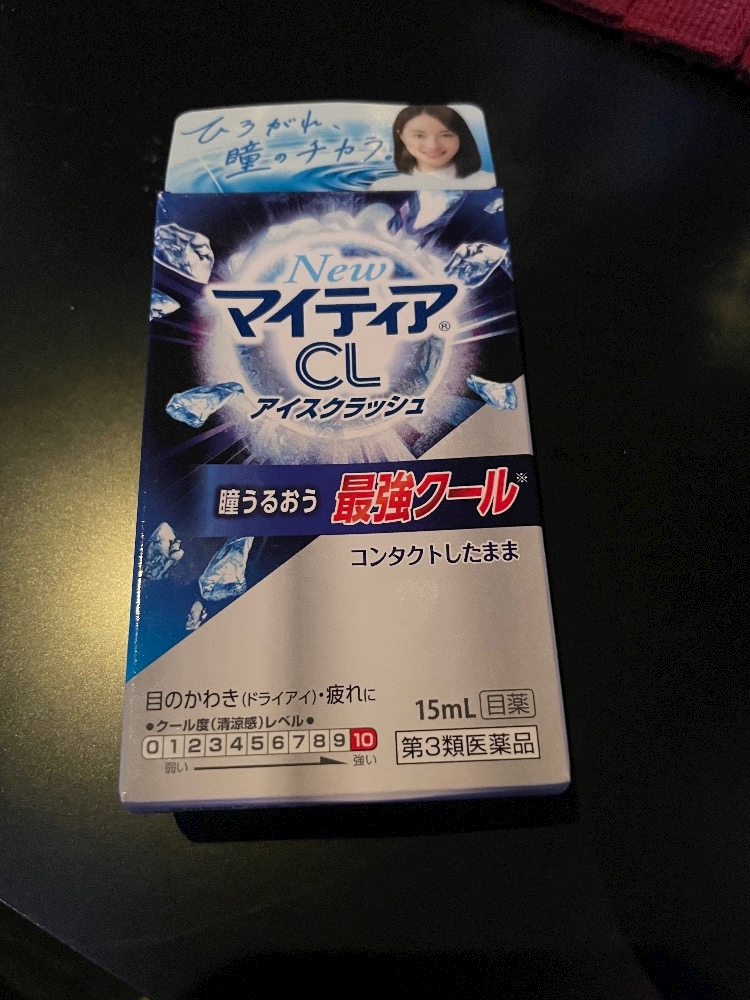 ひろがれ、
瞳のチカラ。
New
マイティア®
CL
アイスクラッシュ
瞳うるおう 最強クール※
コンタクトしたまま
目のかわき(ドライアイ)・疲れに
●クール度(清涼感)レベル●
0 1 2 3 4 5 6 7 8 9 10
弱い 強い
15mL 目薬
第3類医薬品